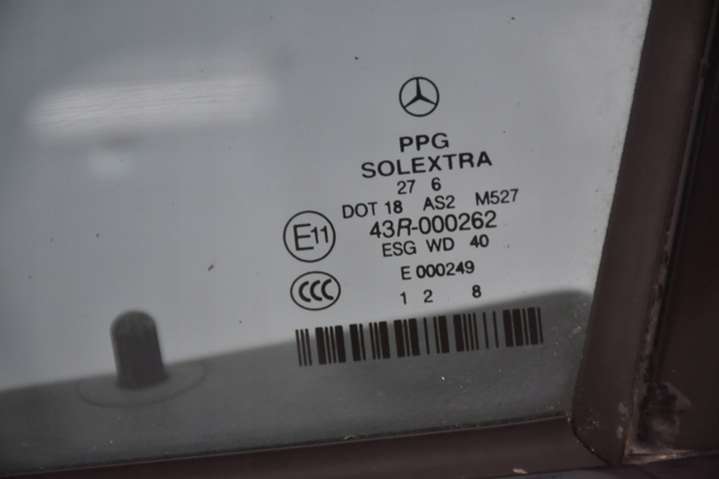 PPG
SOLEXTRA
27 6
DOT 18 AS2 M527
E11 43R-000262
ESG WD 40
CCC E 000249
1 2 8